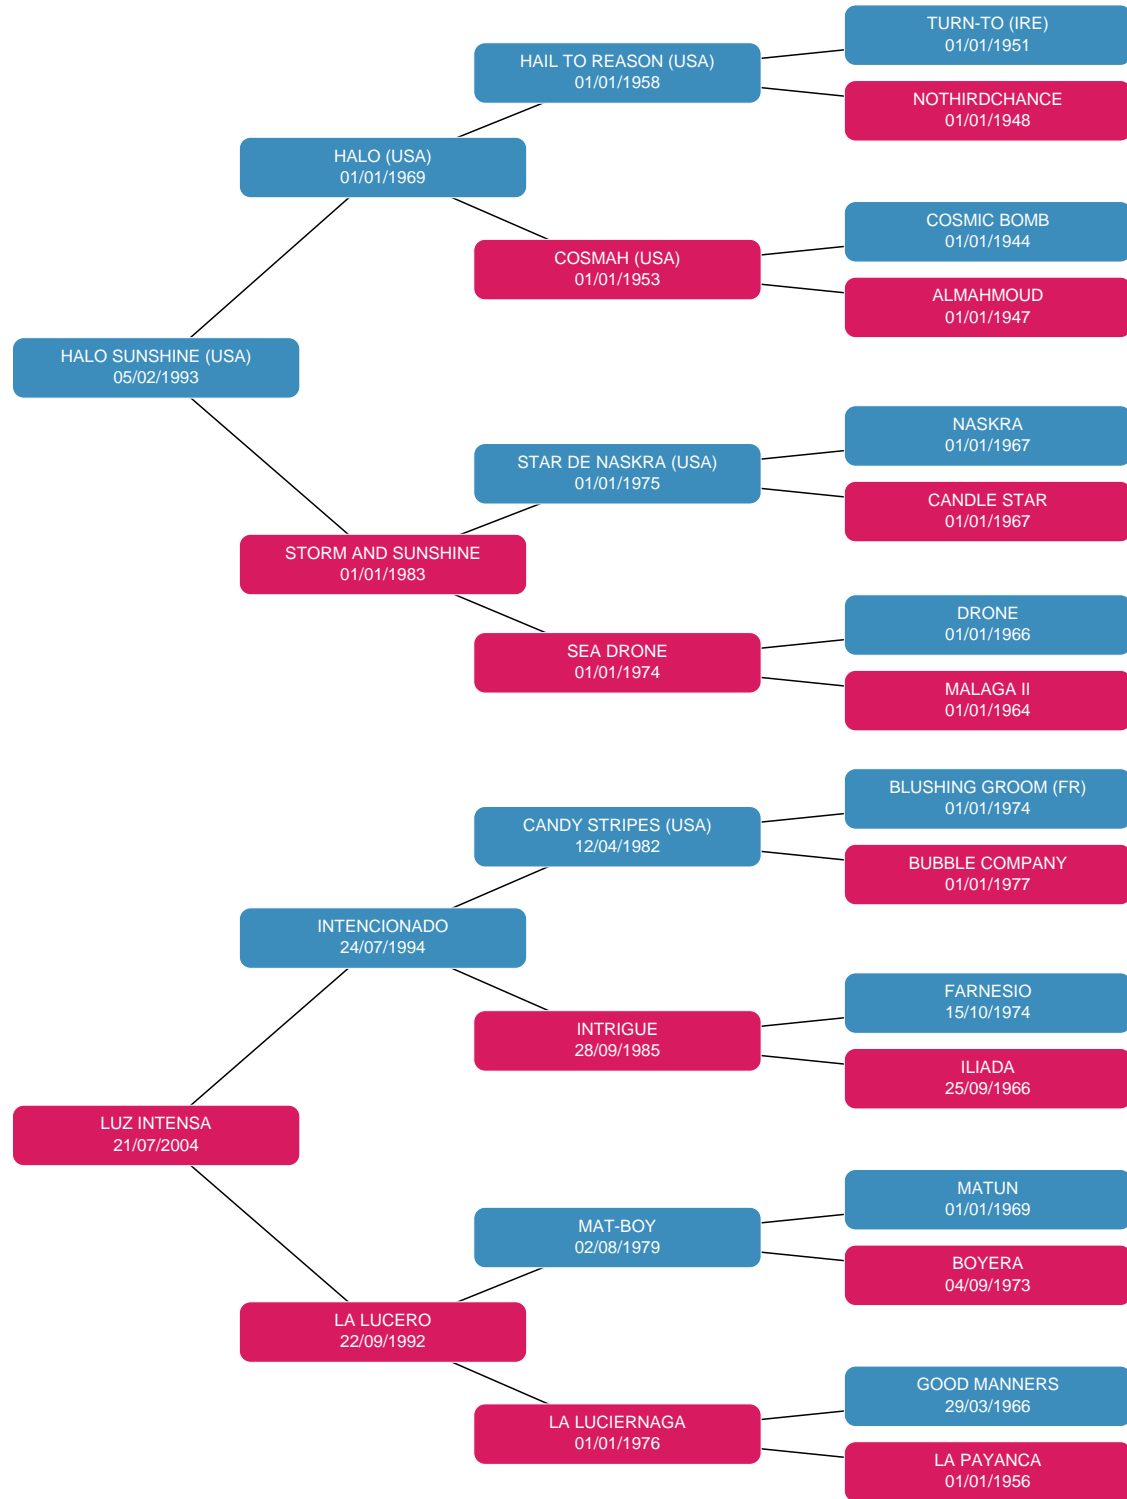 TURN-TO (IRE)
01/01/1951
HAIL TO REASON (USA)
01/01/1958
NOTHIRDCHANCE
01/01/1948
HALO (USA)
01/01/1969
COSMIC BOMB
01/01/1944
COSMAH (USA)
01/01/1953
ALMAHMOUD
01/01/1947
HALO SUNSHINE (USA)
05/02/1993
NASKRA
01/01/1967
STAR DE NASKRA (USA)
01/01/1975
CANDLE STAR
01/01/1967
STORM AND SUNSHINE
01/01/1983
DRONE
01/01/1966
SEA DRONE
01/01/1974
MALAGA II
01/01/1964
BLUSHING GROOM (FR)
01/01/1974
CANDY STRIPES (USA)
12/04/1982
BUBBLE COMPANY
01/01/1977
INTENCIONADO
24/07/1994
FARNESIO
15/10/1974
INTRIGUE
28/09/1985
ILIADA
25/09/1966
LUZ INTENSA
21/07/2004
MATUN
01/01/1969
MAT-BOY
02/08/1979
BOYERA
04/09/1973
LA LUCERO
22/09/1992
GOOD MANNERS
29/03/1966
LA LUCIERNAGA
01/01/1976
LA PAYANCA
01/01/1956